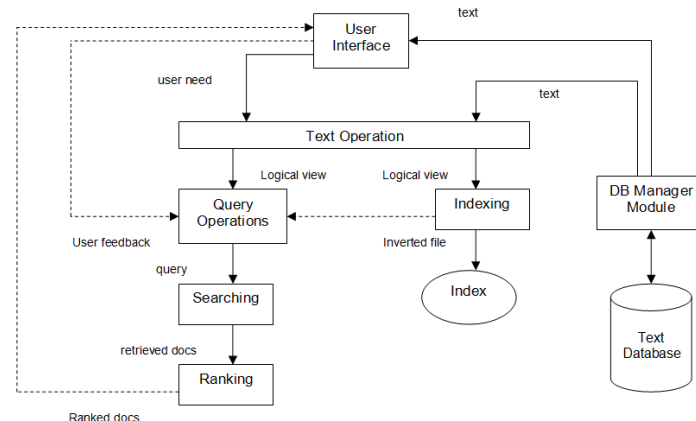 text
User
Interface
user need
text
Text Operation
Logical view
Logical view
Query
Operations
Indexing
DB Manager
Module
User feedback
Inverted file
query
Searching
Index
Text
Database
retrieved docs
Ranking
Ranked docs